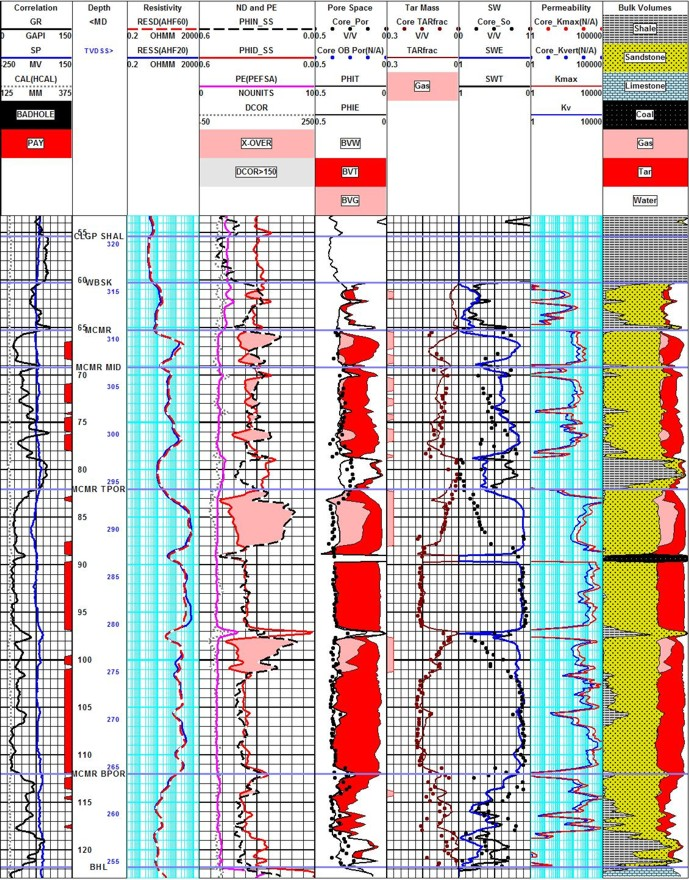 Correlation Depth Resistivity ND and PE Pore Space Tar Mass SW Permeability Bulk Volumes
GR <MD RESD(AHF60) PHIN_SS Core_Por Core TARfrac Core_So Core_Kmax(N/A) Shale
0 GAPI 150 0.2 OHMM 2000 0.6 0 0.5 V/V 0 0.3 V/V 0 1 V/V 0 1 100000
SP TVDSS> RESS(AHF20) PHID_SS Core OB Por(N/A) TARfrac SWE Core_Kvert(N/A) Sandstone
-250 MV 150 0.2 OHMM 2000 0.6 0 0.5 0 0.3 0 1 0 1 100000
CAL(HCAL) PE(PEFSA) PHIT Gas SWT Kmax Limestone
125 MM 375 0 NOUNITS 10 0.5 0 1 0 1 10000
BADHOLE DCOR PHIE Kv Coal
-50 250 0.5 0 1 10000
PAY X-OVER BVW Gas
DCOR>150 BVT Tar
BVG Water
55
CLGP SHAL
320
60
WBSK
315
65
MCMR
310
MCMR MID
70
305
75
300
80
295
MCMR TPOR
85
290
90
285
95
280
100
275
105
270
110
265
MCMR BPOR
115
260
120
255
BHL